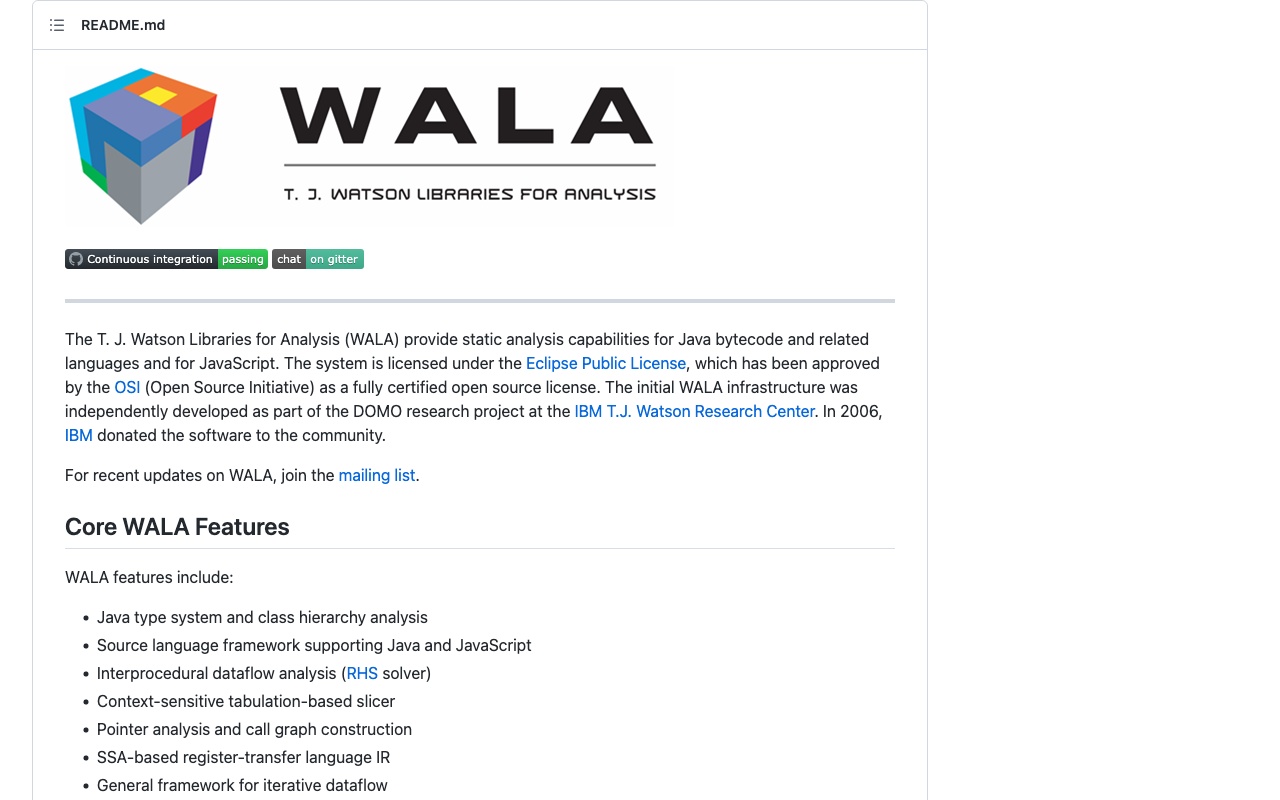 README.md
WALA
T. J. WATSON LIBRARIES FOR ANALYSIS
Continuous integration passing chat on gitter
The T. J. Watson Libraries for Analysis (WALA) provide static analysis capabilities for Java bytecode and related
languages and for JavaScript. The system is licensed under the Eclipse Public License, which has been approved
by the OSI (Open Source Initiative) as a fully certified open source license. The initial WALA infrastructure was
independently developed as part of the DOMO research project at the IBM T.J. Watson Research Center. In 2006,
IBM donated the software to the community.
For recent updates on WALA, join the mailing list.
Core WALA Features
WALA features include:
• Java type system and class hierarchy analysis
• Source language framework supporting Java and JavaScript
• Interprocedural dataflow analysis (RHS solver)
• Context-sensitive tabulation-based slicer
• Pointer analysis and call graph construction
• SSA-based register-transfer language IR
• General framework for iterative dataflow